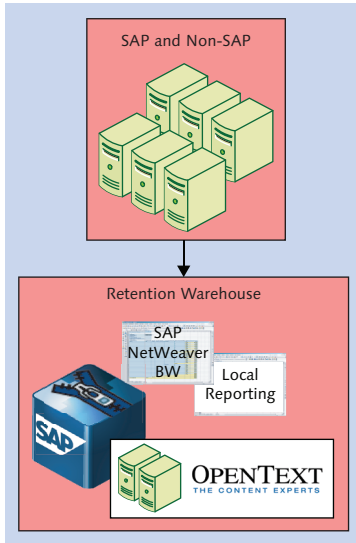 SAP and Non-SAP
Retention Warehouse
SAP
NetWeaver
BW
Local
Reporting
SAP
OPENTEXT
THE CONTENT EXPERTS